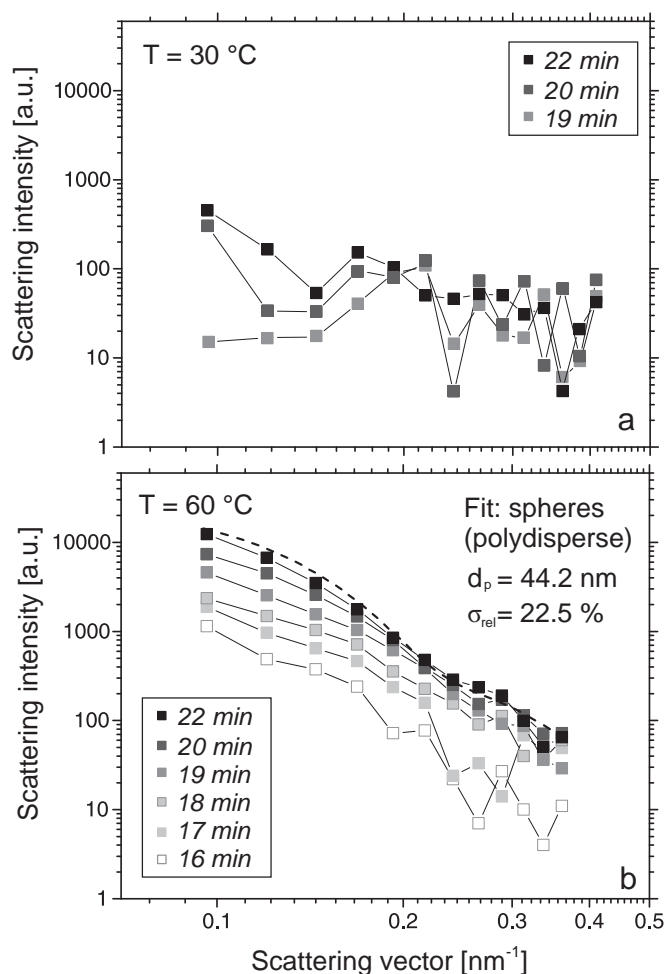 T = 30 °C
22 min
20 min
19 min
10000
1000
100
10
1
Scattering intensity [a.u.]
a
T = 60 °C
Fit: spheres
(polydisperse)
dₚ = 44.2 nm
σrel = 22.5 %
10000
1000
100
10
1
Scattering intensity [a.u.]
22 min
20 min
19 min
18 min
17 min
16 min
b
0.1 0.2 0.3 0.4 0.5
Scattering vector [nm⁻¹]